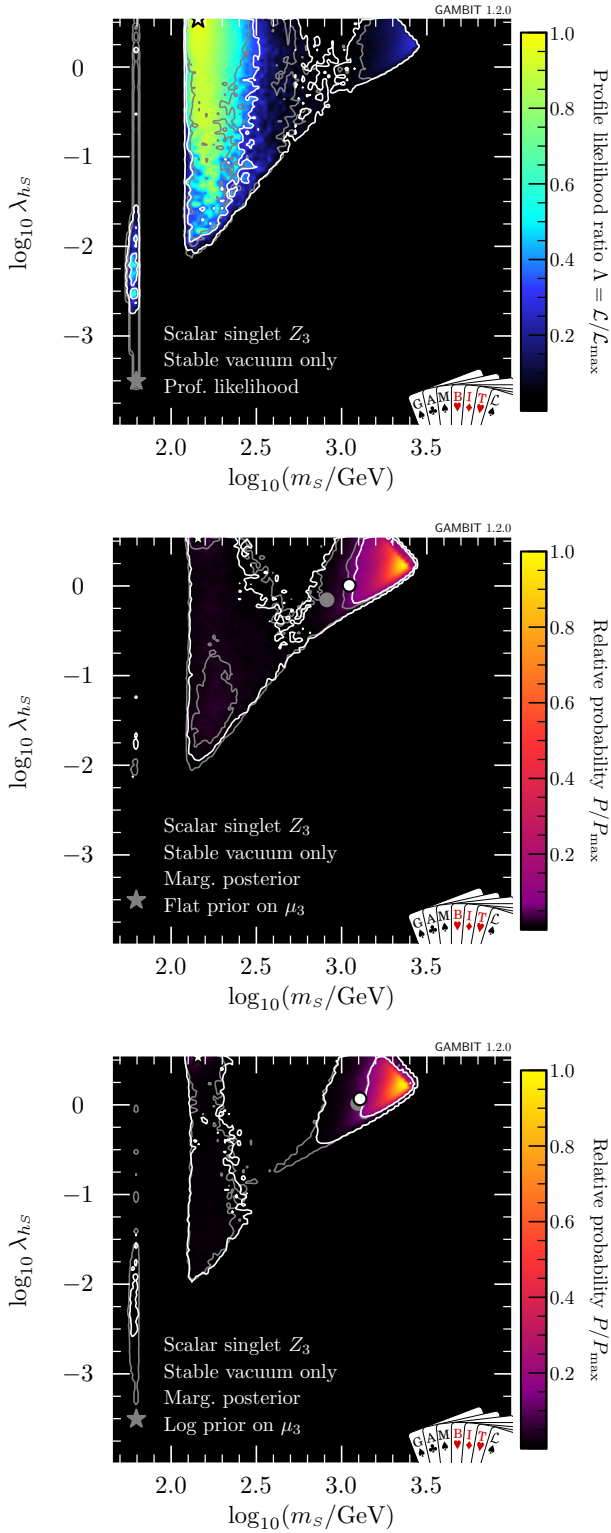 GAMBIT 1.2.0
0
−1
−2
−3
log₁₀ λhS
2.0 2.5 3.0 3.5
log₁₀(mS/GeV)
Scalar singlet Z₃
Stable vacuum only
Prof. likelihood
G A M B I T L
1.0
0.8
0.6
0.4
0.2
Profile likelihood ratio Λ = ℒ/ℒmax
GAMBIT 1.2.0
0
−1
−2
−3
log₁₀ λhS
2.0 2.5 3.0 3.5
log₁₀(mS/GeV)
Scalar singlet Z₃
Stable vacuum only
Marg. posterior
Flat prior on μ₃
G A M B I T L
1.0
0.8
0.6
0.4
0.2
Relative probability P/Pmax
GAMBIT 1.2.0
0
−1
−2
−3
log₁₀ λhS
2.0 2.5 3.0 3.5
log₁₀(mS/GeV)
Scalar singlet Z₃
Stable vacuum only
Marg. posterior
Log prior on μ₃
G A M B I T L
1.0
0.8
0.6
0.4
0.2
Relative probability P/Pmax